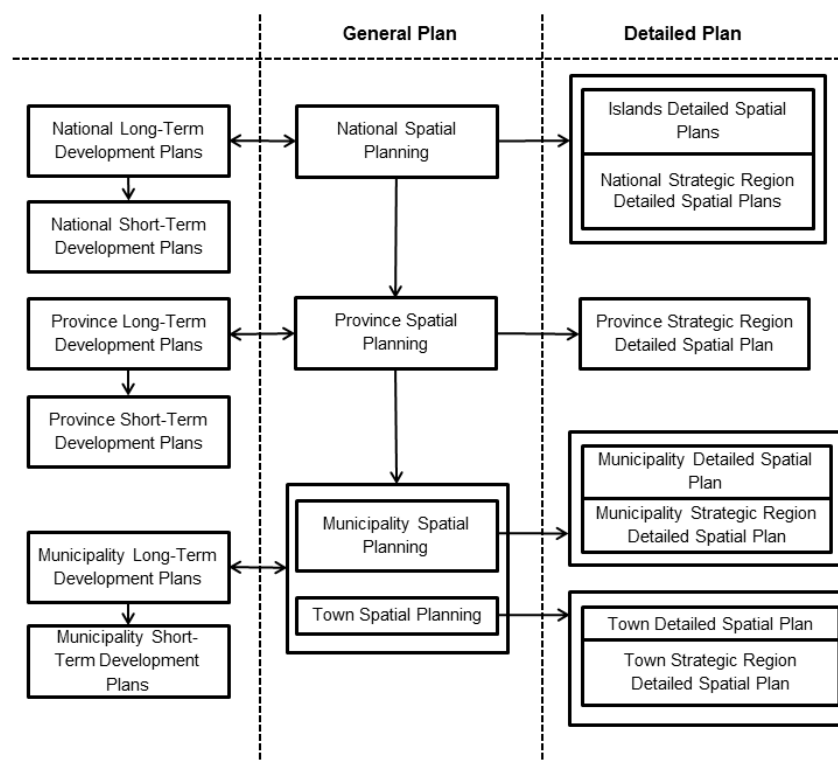 General Plan
Detailed Plan
National Long-Term
Development Plans
National Spatial
Planning
Islands Detailed Spatial
Plans
National Strategic Region
Detailed Spatial Plans
National Short-Term
Development Plans
Province Long-Term
Development Plans
Province Spatial
Planning
Province Strategic Region
Detailed Spatial Plan
Province Short-Term
Development Plans
Municipality Detailed Spatial
Plan
Municipality Strategic Region
Detailed Spatial Plan
Municipality Spatial
Planning
Municipality Long-Term
Development Plans
Town Spatial Planning
Town Detailed Spatial Plan
Town Strategic Region
Detailed Spatial Plan
Municipality Short-
Term Development
Plans